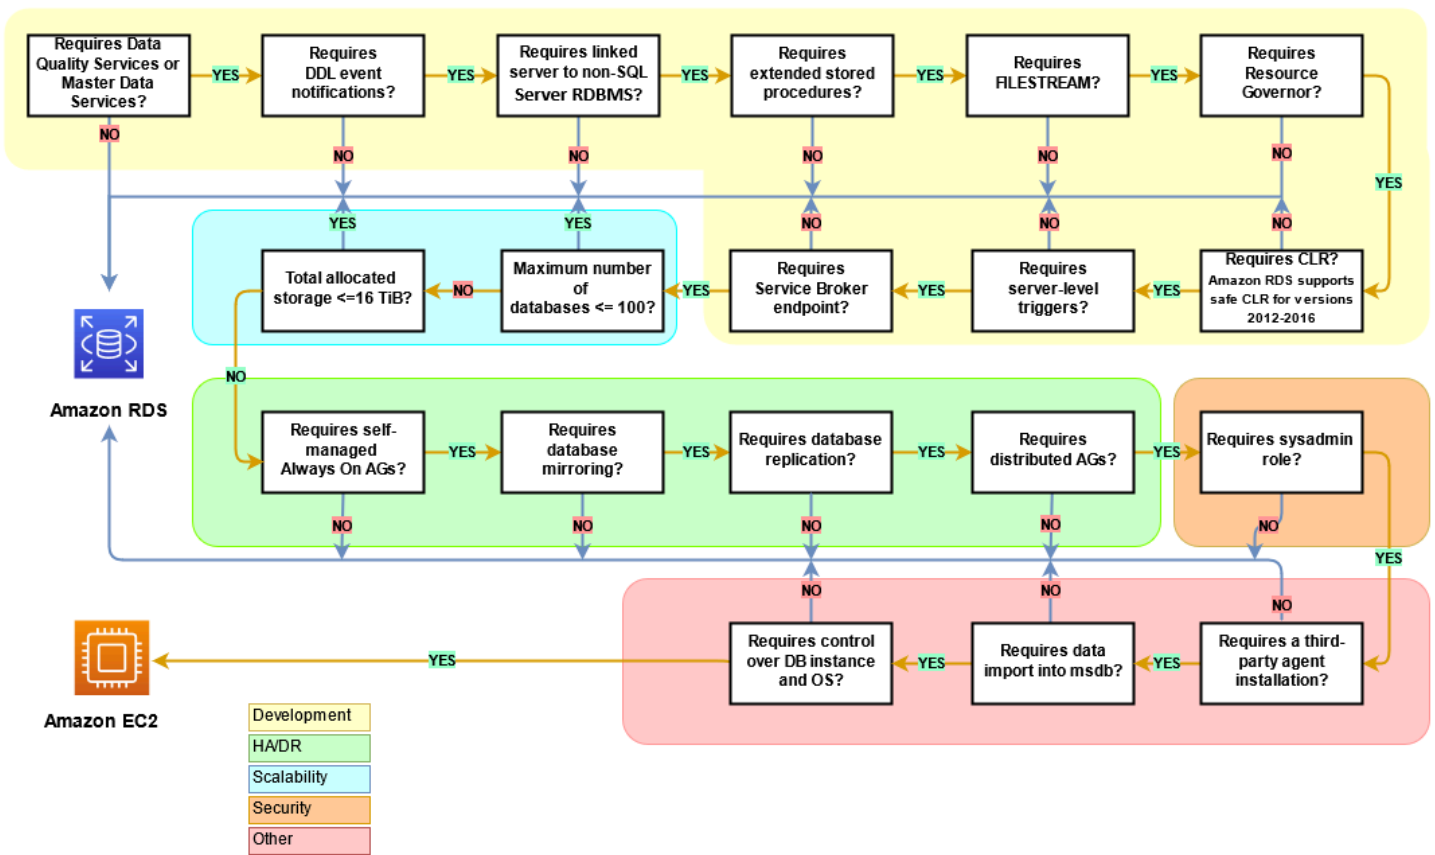 Requires Data
Quality Services or
Master Data
Services?
YES
Requires
DDL event
notifications?
YES
Requires linked
server to non-SQL
Server RDBMS?
YES
Requires
extended stored
procedures?
YES
Requires
FILESTREAM?
YES
Requires
Resource
Governor?
NO
NO
NO
NO
NO
NO
YES
YES
YES
NO
NO
NO
Total allocated
storage <=16 TiB?
NO
Maximum number
of
databases <= 100?
YES
Requires
Service Broker
endpoint?
YES
Requires
server-level
triggers?
YES
Requires CLR?
Amazon RDS supports
safe CLR for versions
2012-2016
NO
Amazon RDS
Requires self-
managed
Always On AGs?
YES
Requires
database
mirroring?
YES
Requires database
replication?
YES
Requires
distributed AGs?
YES
Requires sysadmin
role?
NO
NO
NO
NO
NO
YES
NO
NO
NO
YES
Requires control
over DB instance
and OS?
YES
Requires data
import into msdb?
YES
Requires a third-
party agent
installation?
Amazon EC2
Development
HA/DR
Scalability
Security
Other